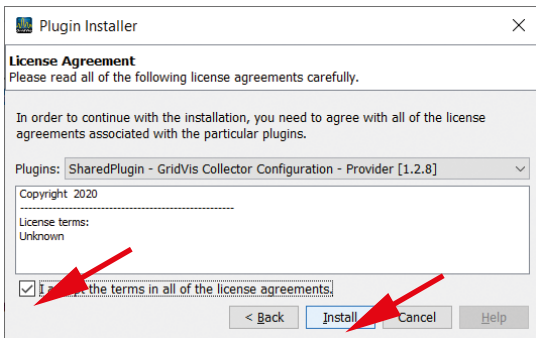 Plugin Installer
License Agreement
Please read all of the following license agreements carefully.
In order to continue with the installation, you need to agree with all of the license
agreements associated with the particular plugins.
Plugins: SharedPlugin - GridVis Collector Configuration - Provider [1.2.8]
Copyright 2020
------------------------------------------------------
License terms:
Unknown
I accept the terms in all of the license agreements.
< Back Install Cancel Help